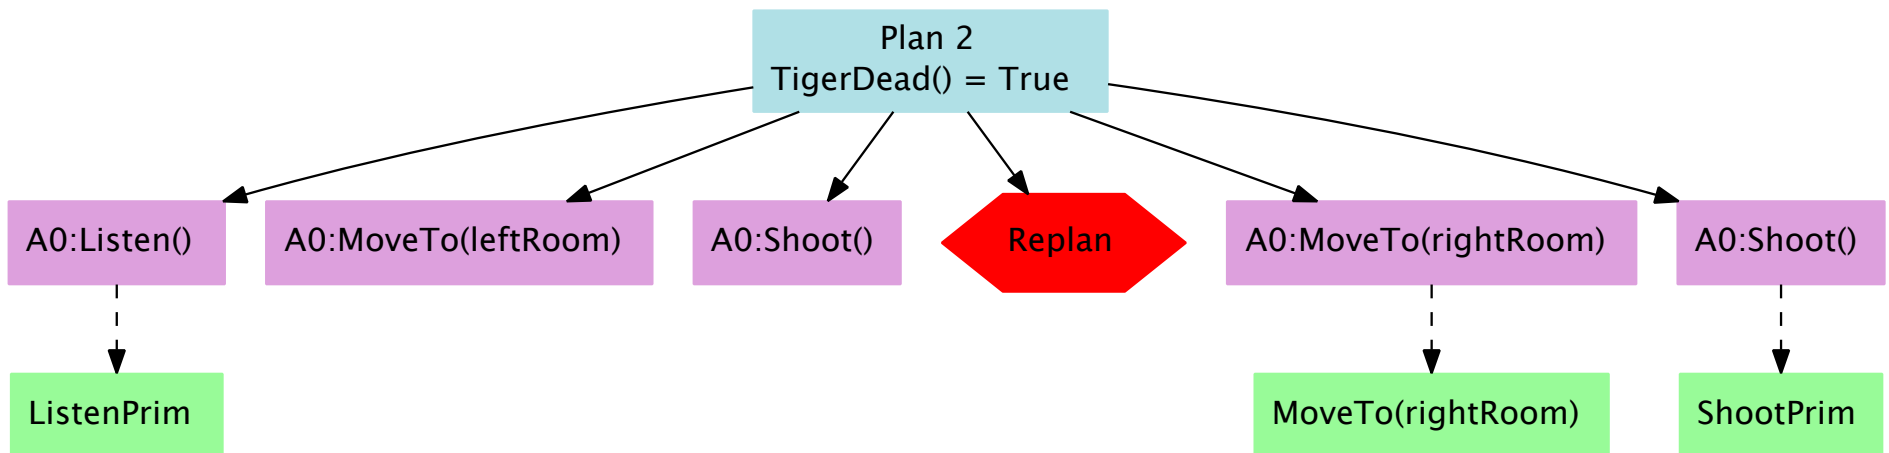 Plan 2
TigerDead() = True
A0:Listen()
A0:MoveTo(leftRoom)
A0:Shoot()
Replan
A0:MoveTo(rightRoom)
A0:Shoot()
ListenPrim
MoveTo(rightRoom)
ShootPrim